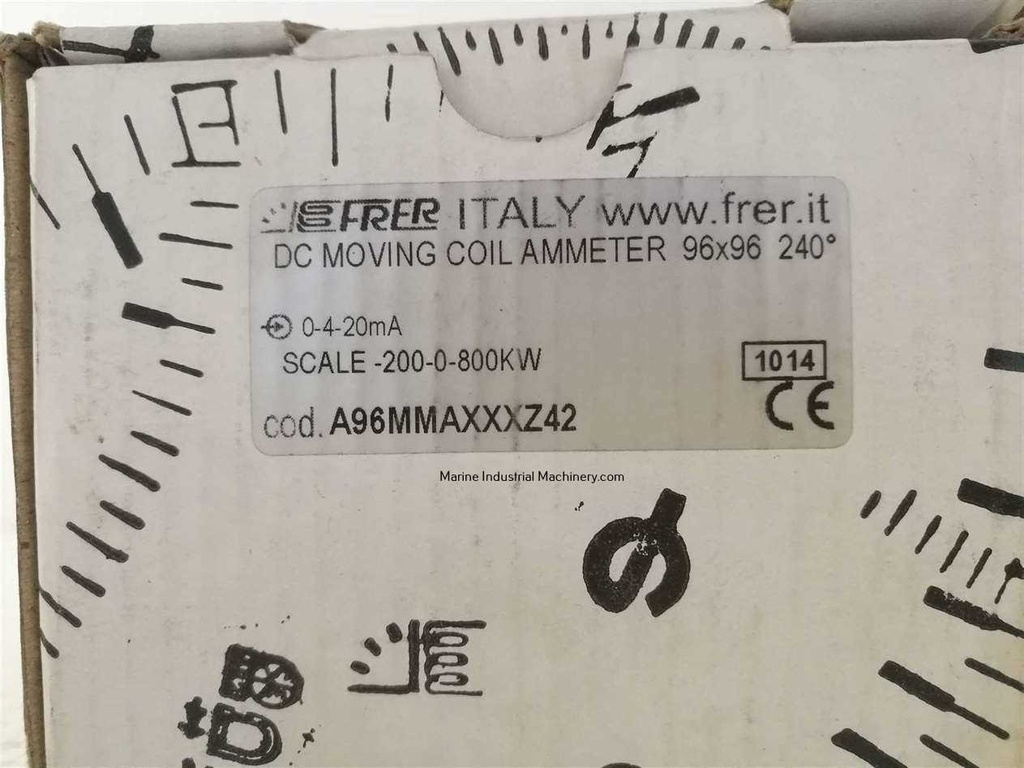 FRER ITALY www.frer.it
DC MOVING COIL AMMETER 96x96 240°
0-4-20mA
SCALE -200-0-800KW
1014
CE
cod. A96MMAXXXZ42
Marine Industrial Machinery.com